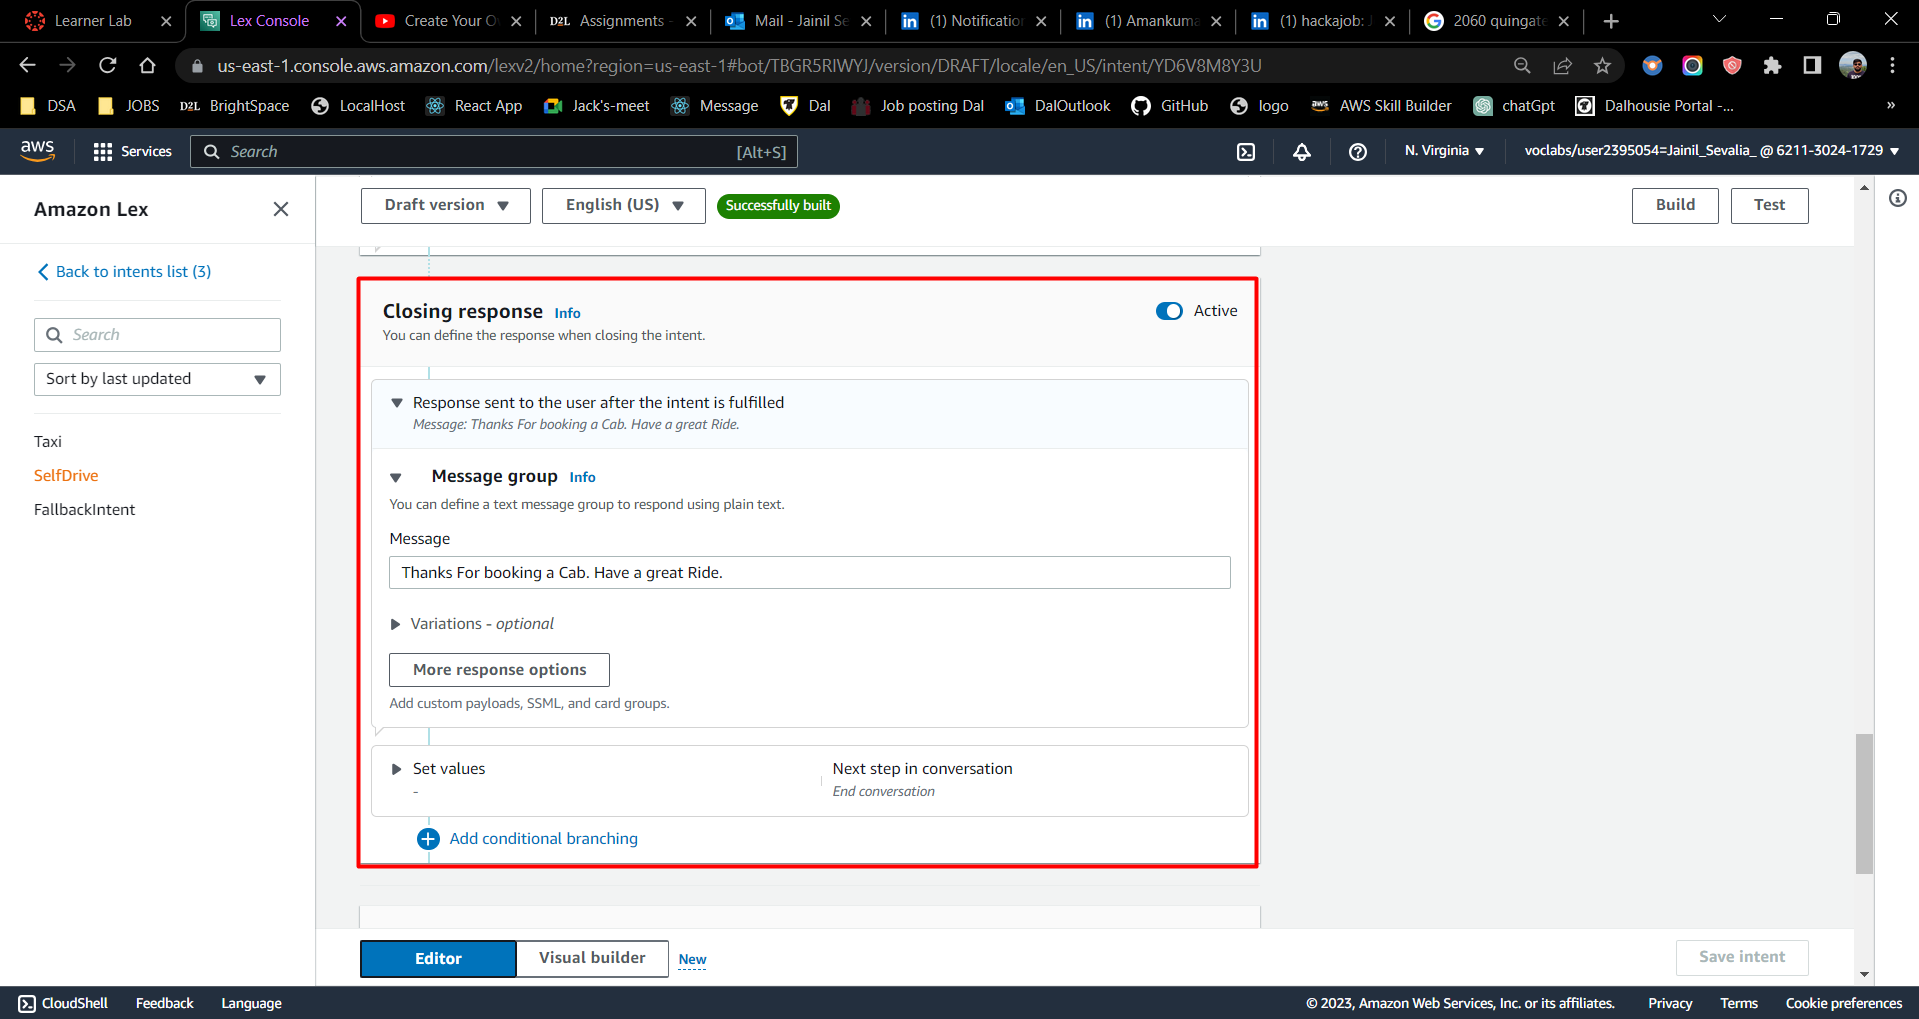 Learner Lab
Lex Console
Create Your O
Assignments -
Mail - Jainil Se
(1) Notification
(1) Amankuma
(1) hackajob: J
2060 quingate
us-east-1.console.aws.amazon.com/lexv2/home?region=us-east-1#bot/TBGR5RIWYJ/version/DRAFT/locale/en_US/intent/YD6V8M8Y3U
DSA
JOBS
D2L BrightSpace
LocalHost
React App
Jack's-meet
Message
Dal
Job posting Dal
DalOutlook
GitHub
logo
aws AWS Skill Builder
chatGpt
Dalhousie Portal -...
»
aws
Services
Search
[Alt+S]
N. Virginia
voclabs/user2395054=Jainil_Sevalia_ @ 6211-3024-1729
Amazon Lex
Back to intents list (3)
Search
Sort by last updated
Taxi
SelfDrive
FallbackIntent
Draft version
English (US)
Successfully built
Build
Test
Closing response Info
Active
You can define the response when closing the intent.
Response sent to the user after the intent is fulfilled
Message: Thanks For booking a Cab. Have a great Ride.
Message group Info
You can define a text message group to respond using plain text.
Message
Thanks For booking a Cab. Have a great Ride.
Variations - optional
More response options
Add custom payloads, SSML, and card groups.
Set values
-
Next step in conversation
End conversation
Add conditional branching
Editor
Visual builder
New
Save intent
CloudShell
Feedback
Language
© 2023, Amazon Web Services, Inc. or its affiliates.
Privacy
Terms
Cookie preferences